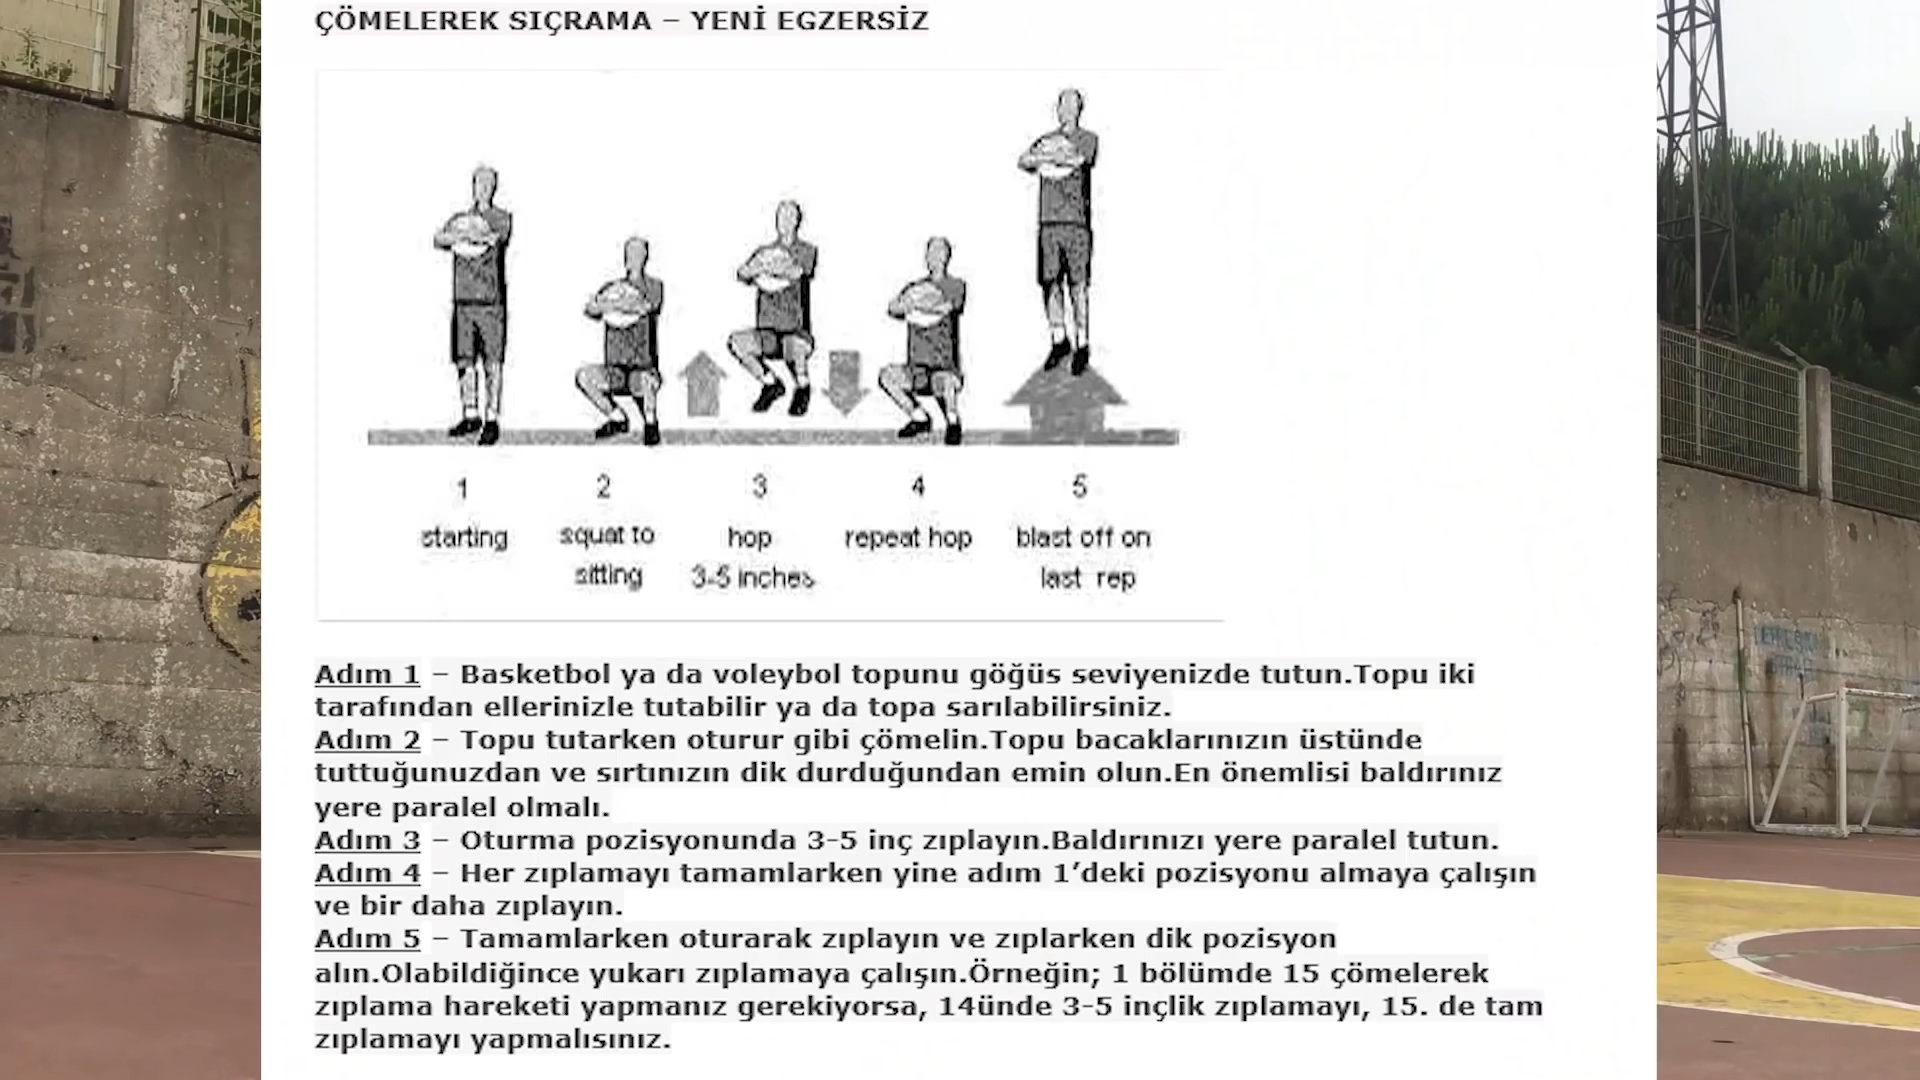 ÇÖMELEREK SIÇRAMA – YENİ EGZERSİZ
1 2 3 4 5
starting squat to hop repeat hop blast off on
sitting 3-5 inches last rep
Adım 1 – Basketbol ya da voleybol topunu göğüs seviyenizde tutun.Topu iki
tarafından ellerinizle tutabilir ya da topa sarılabilirsiniz.
Adım 2 – Topu tutarken oturur gibi çömelin.Topu bacaklarınızın üstünde
tuttuğunuzdan ve sırtınızın dik durduğundan emin olun.En önemlisi baldırınız
yere paralel olmalı.
Adım 3 – Oturma pozisyonunda 3-5 inç zıplayın.Baldırınızı yere paralel tutun.
Adım 4 – Her zıplamayı tamamlarken yine adım 1’deki pozisyonu almaya çalışın
ve bir daha zıplayın.
Adım 5 – Tamamlarken oturarak zıplayın ve zıplarken dik pozisyon
alın.Olabildiğince yukarı zıplamaya çalışın.Örneğin; 1 bölümde 15 çömelerek
zıplama hareketi yapmanız gerekiyorsa, 14ünde 3-5 inçlik zıplamayı, 15. de tam
zıplamayı yapmalısınız.